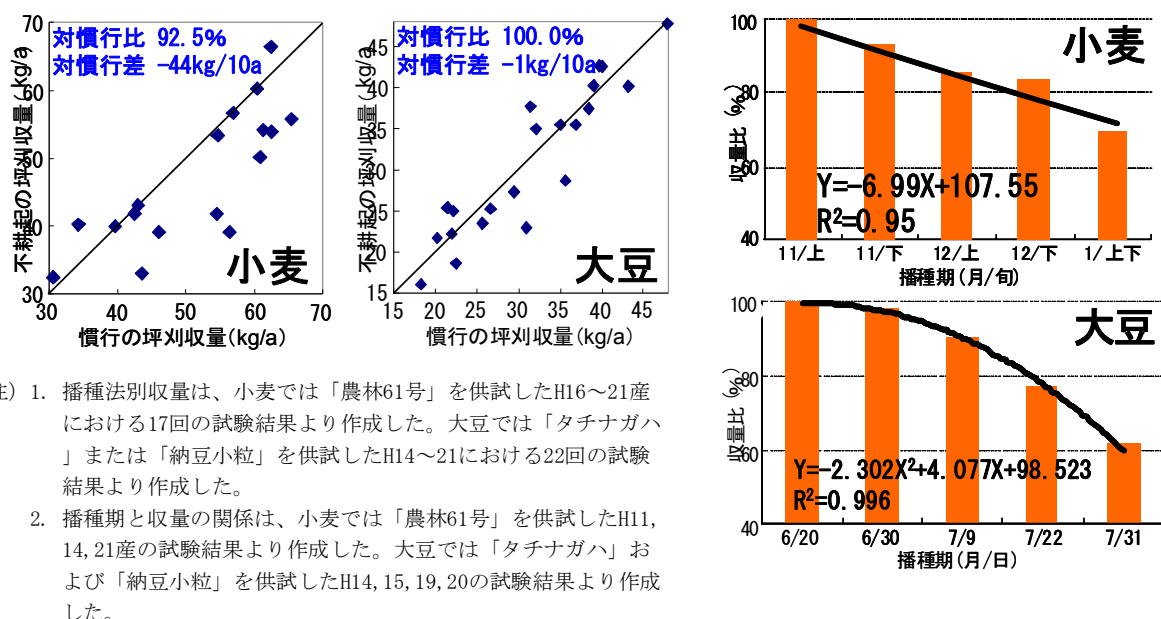 70
60
50
40
30
不耕起の坪刈収量(kg/a)
対慣行比 92.5%
対慣行差 -44kg/10a
小麦
30 40 50 60 70
慣行の坪刈収量(kg/a)
45
40
35
30
25
20
15
不耕起の坪刈収量(kg/a)
対慣行比 100.0%
対慣行差 -1kg/10a
大豆
15 20 25 30 35 40 45
慣行の坪刈収量(kg/a)
100
80
60
40
収量比(%)
小麦
Y=-6.99X+107.55
R²=0.95
11/上 11/下 12/上 12/下 1/上下
播種期(月/旬)
100
80
60
40
収量比(%)
大豆
Y=-2.302X²+4.077X+98.523
R²=0.996
6/20 6/30 7/9 7/22 7/31
播種期(月/日)
注) 1. 播種法別収量は、小麦では「農林61号」を供試したH16～21産
における17回の試験結果より作成した。大豆では「タチナガハ
」または「納豆小粒」を供試したH14～21における22回の試験
結果より作成した。
2. 播種期と収量の関係は、小麦では「農林61号」を供試したH11,
14,21産の試験結果より作成した。大豆では「タチナガハ」お
よび「納豆小粒」を供試したH14,15,19,20の試験結果より作成
した。